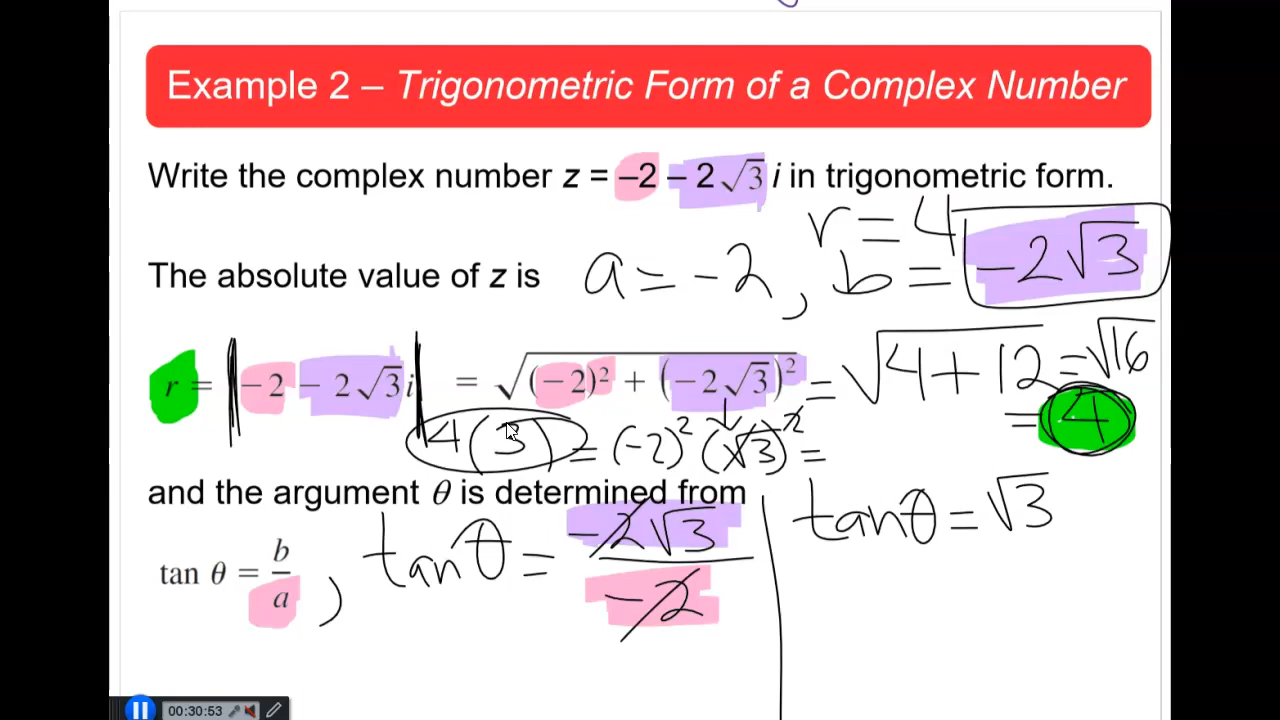 Example 2 – Trigonometric Form of a Complex Number
Write the complex number z = –2 – 2√3 i in trigonometric form.
r = 4
The absolute value of z is a = -2, b = -2√3
r = |-2 - 2√3i| = √(-2)² + (-2√3)² = √4+12 = √16
= 4
4(3) = (-2)² (√3)² =
and the argument θ is determined from
tan θ = b/a , tanθ = -2√3/-2
tanθ = √3
00:30:53